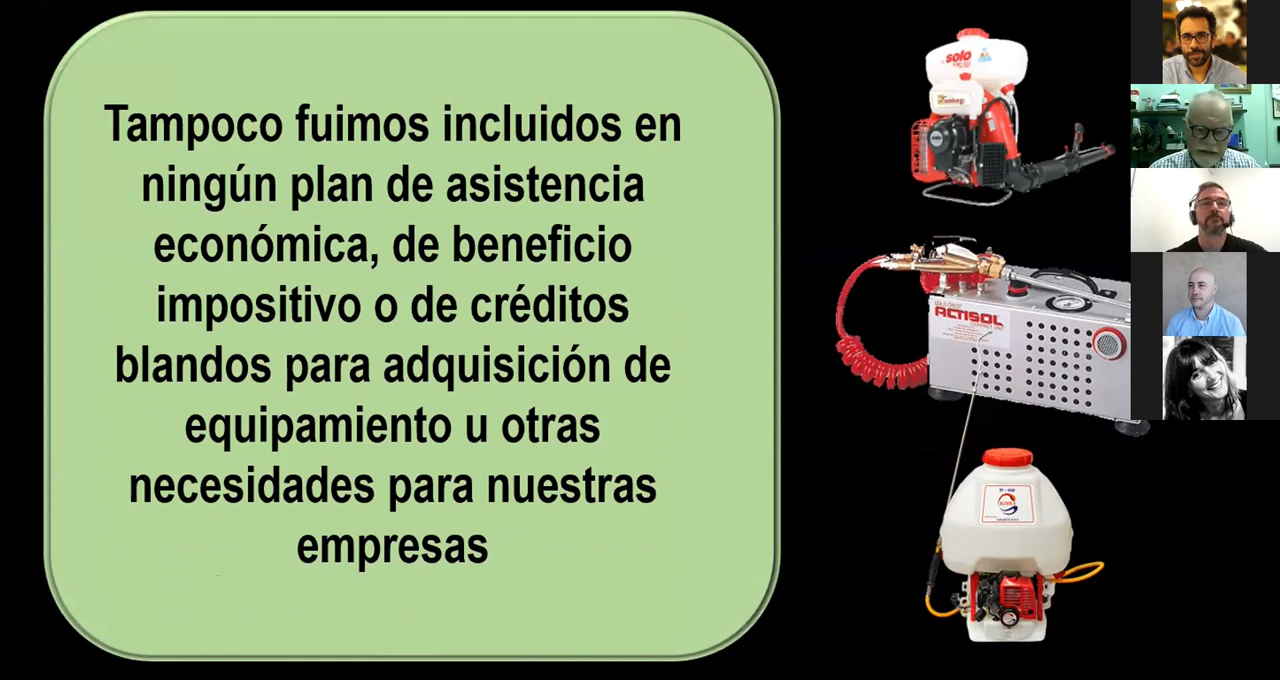 Tampoco fuimos incluidos en
ningún plan de asistencia
económica, de beneficio
impositivo o de créditos
blandos para adquisición de
equipamiento u otras
necesidades para nuestras
empresas
solo
ACTISOL